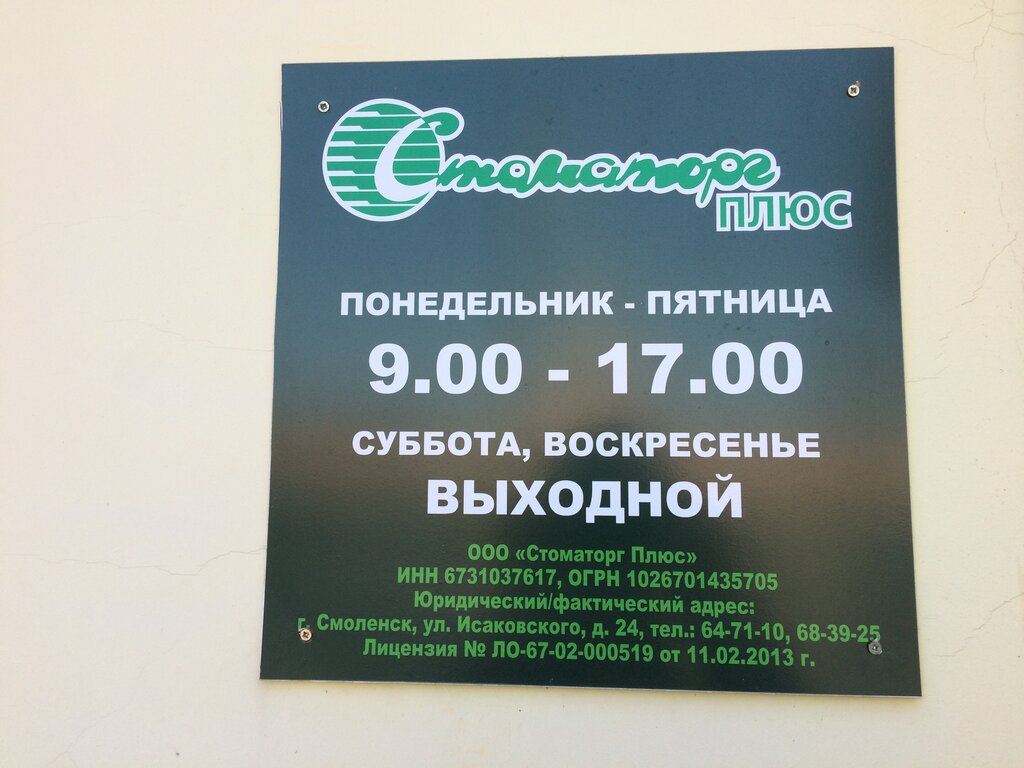 Стоматорг
ПЛЮС
ПОНЕДЕЛЬНИК - ПЯТНИЦА
9.00 - 17.00
СУББОТА, ВОСКРЕСЕНЬЕ
ВЫХОДНОЙ
ООО «Стоматорг Плюс»
ИНН 6731037617, ОГРН 1026701435705
Юридический/фактический адрес:
г. Смоленск, ул. Исаковского, д. 24, тел.: 64-71-10, 68-39-25
Лицензия № ЛО-67-02-000519 от 11.02.2013 г.